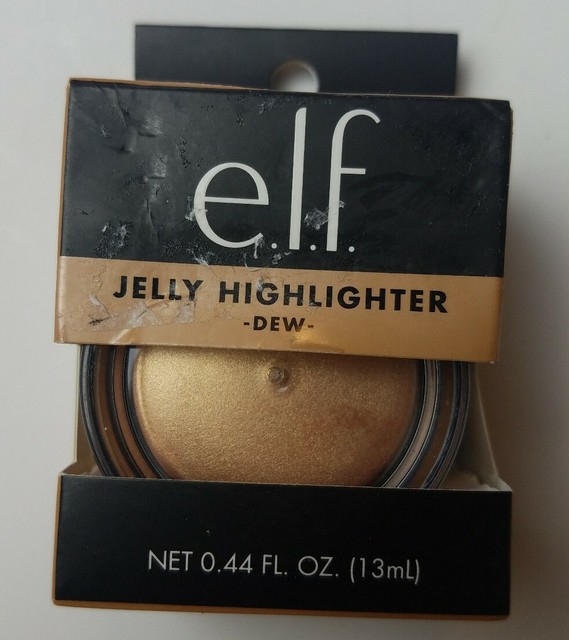 e.l.f.
JELLY HIGHLIGHTER
-DEW-
NET 0.44 FL. OZ. (13mL)